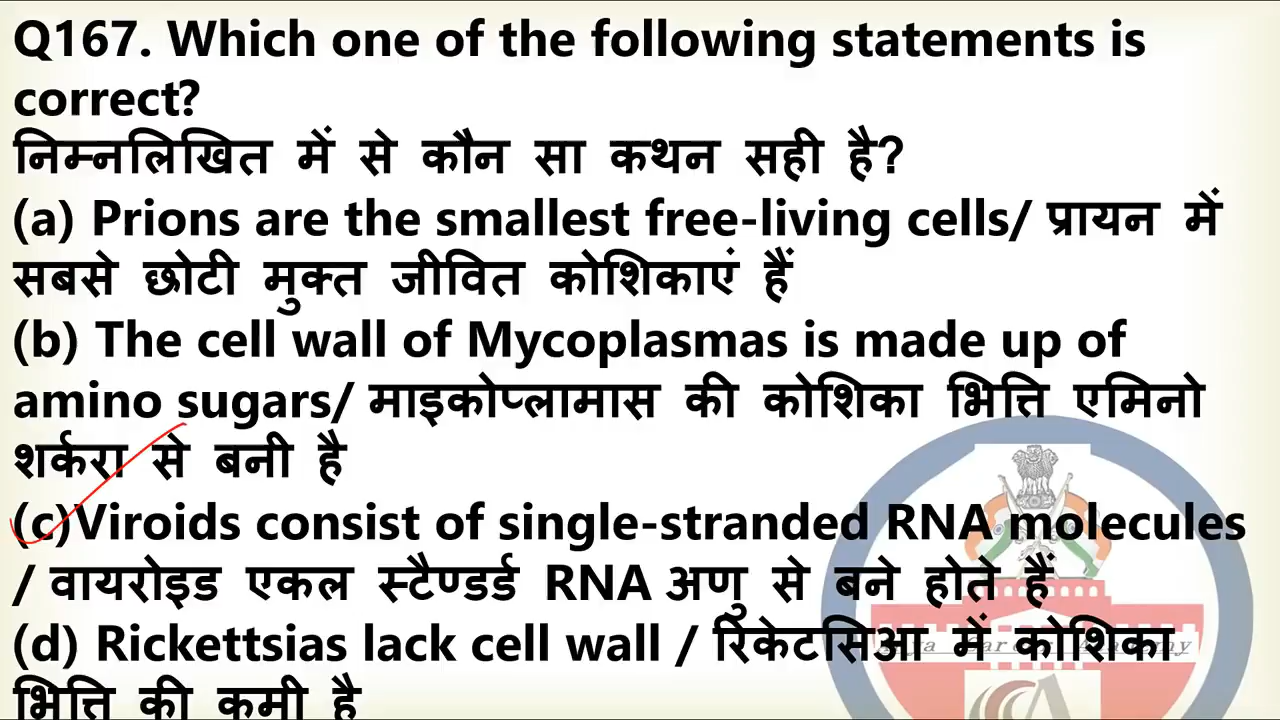 Q167. Which one of the following statements is
correct?
निम्नलिखित में से कौन सा कथन सही है?
(a) Prions are the smallest free-living cells/ प्रायन में
सबसे छोटी मुक्त जीवित कोशिकाएं हैं
(b) The cell wall of Mycoplasmas is made up of
amino sugars/ माइकोप्लामास की कोशिका भित्ति एमिनो
शर्करा से बनी है
(c)Viroids consist of single-stranded RNA molecules
/ वायरोइड एकल स्टैण्डर्ड RNA अणु से बने होते हैं
(d) Rickettsias lack cell wall / रिकेटसिआ में कोशिका
भित्ति की कमी है